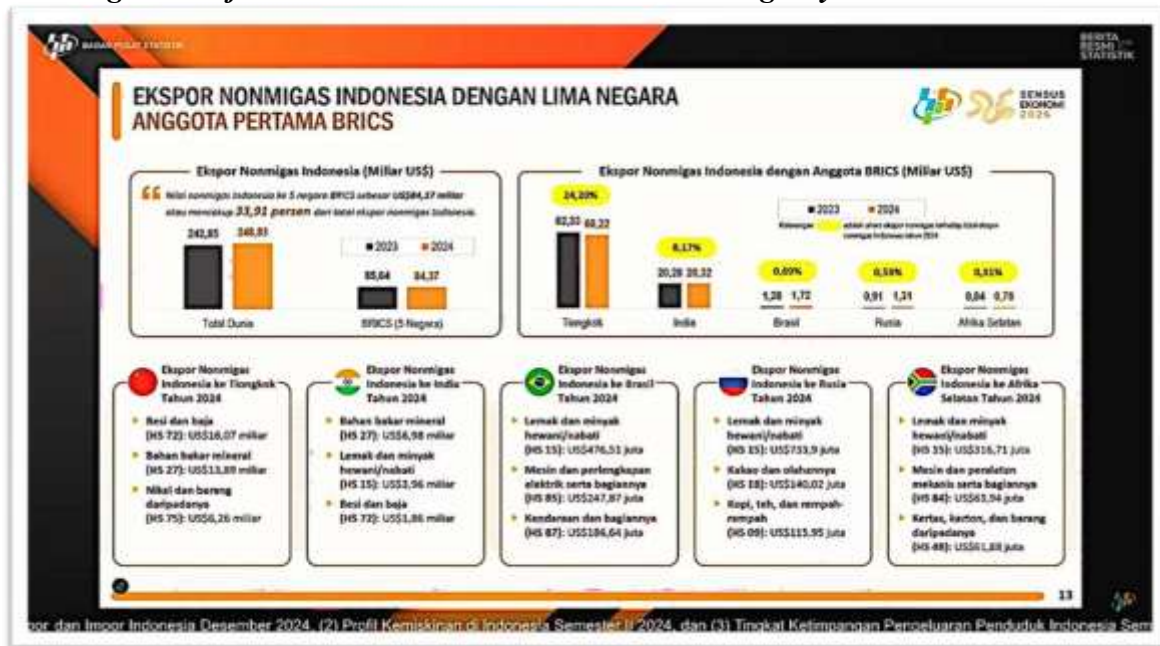 BADAN PUSAT STATISTIK
BERITA
RESMI
STATISTIK
EKSPOR NONMIGAS INDONESIA DENGAN LIMA NEGARA
ANGGOTA PERTAMA BRICS
SENSUS
EKONOMI
2026
Ekspor Nonmigas Indonesia (Miliar US$)
Nilai nonmigas Indonesia ke 5 negara BRICS sebesar US$84,37 miliar
atau mencakup 33,91 persen dari total ekspor nonmigas Indonesia.
242,85 248,83
2023 2024
85,64 84,37
Total Dunia BRICS (5 Negara)
Ekspor Nonmigas Indonesia dengan Anggota BRICS (Miliar US$)
24,20%
2023 2024
Keterangan
62,33 60,22
8,17%
20,28 20,32
0,69%
1,28 1,72
0,53%
0,91 1,31
0,31%
0,84 0,78
Tiongkok India Brasil Rusia Afrika Selatan
Ekspor Nonmigas
Indonesia ke Tiongkok
Tahun 2024
Besi dan baja
(HS 72): US$16,07 miliar
Bahan bakar mineral
(HS 27): US$13,89 miliar
Nikel dan barang
daripadanya
(HS 75): US$6,26 miliar
Ekspor Nonmigas
Indonesia ke India
Tahun 2024
Bahan bakar mineral
(HS 27): US$6,98 miliar
Lemak dan minyak
hewani/nabati
(HS 15): US$3,96 miliar
Besi dan baja
(HS 72): US$1,86 miliar
Ekspor Nonmigas
Indonesia ke Brasil
Tahun 2024
Lemak dan minyak
hewani/nabati
(HS 15): US$476,51 juta
Mesin dan perlengkapan
elektrik serta bagiannya
(HS 85): US$247,87 juta
Kendaraan dan bagiannya
(HS 87): US$186,64 juta
Ekspor Nonmigas
Indonesia ke Rusia
Tahun 2024
Lemak dan minyak
hewani/nabati
(HS 15): US$733,9 juta
Kakao dan olahannya
(HS 18): US$140,02 juta
Kopi, teh, dan rempah-
rempah
(HS 09): US$115,95 juta
Ekspor Nonmigas
Indonesia ke Afrika
Selatan Tahun 2024
Lemak dan minyak
hewani/nabati
(HS 15): US$316,71 juta
Mesin dan peralatan
mekanis serta bagiannya
(HS 84): US$63,94 juta
Kertas, karton, dan barang
daripadanya
(HS 48): US$61,88 juta
13
por dan Impor Indonesia Desember 2024, (2) Profil Kemiskinan di Indonesia Semester II 2024, dan (3) Tingkat Ketimpangan Pengeluaran Penduduk Indonesia Sem